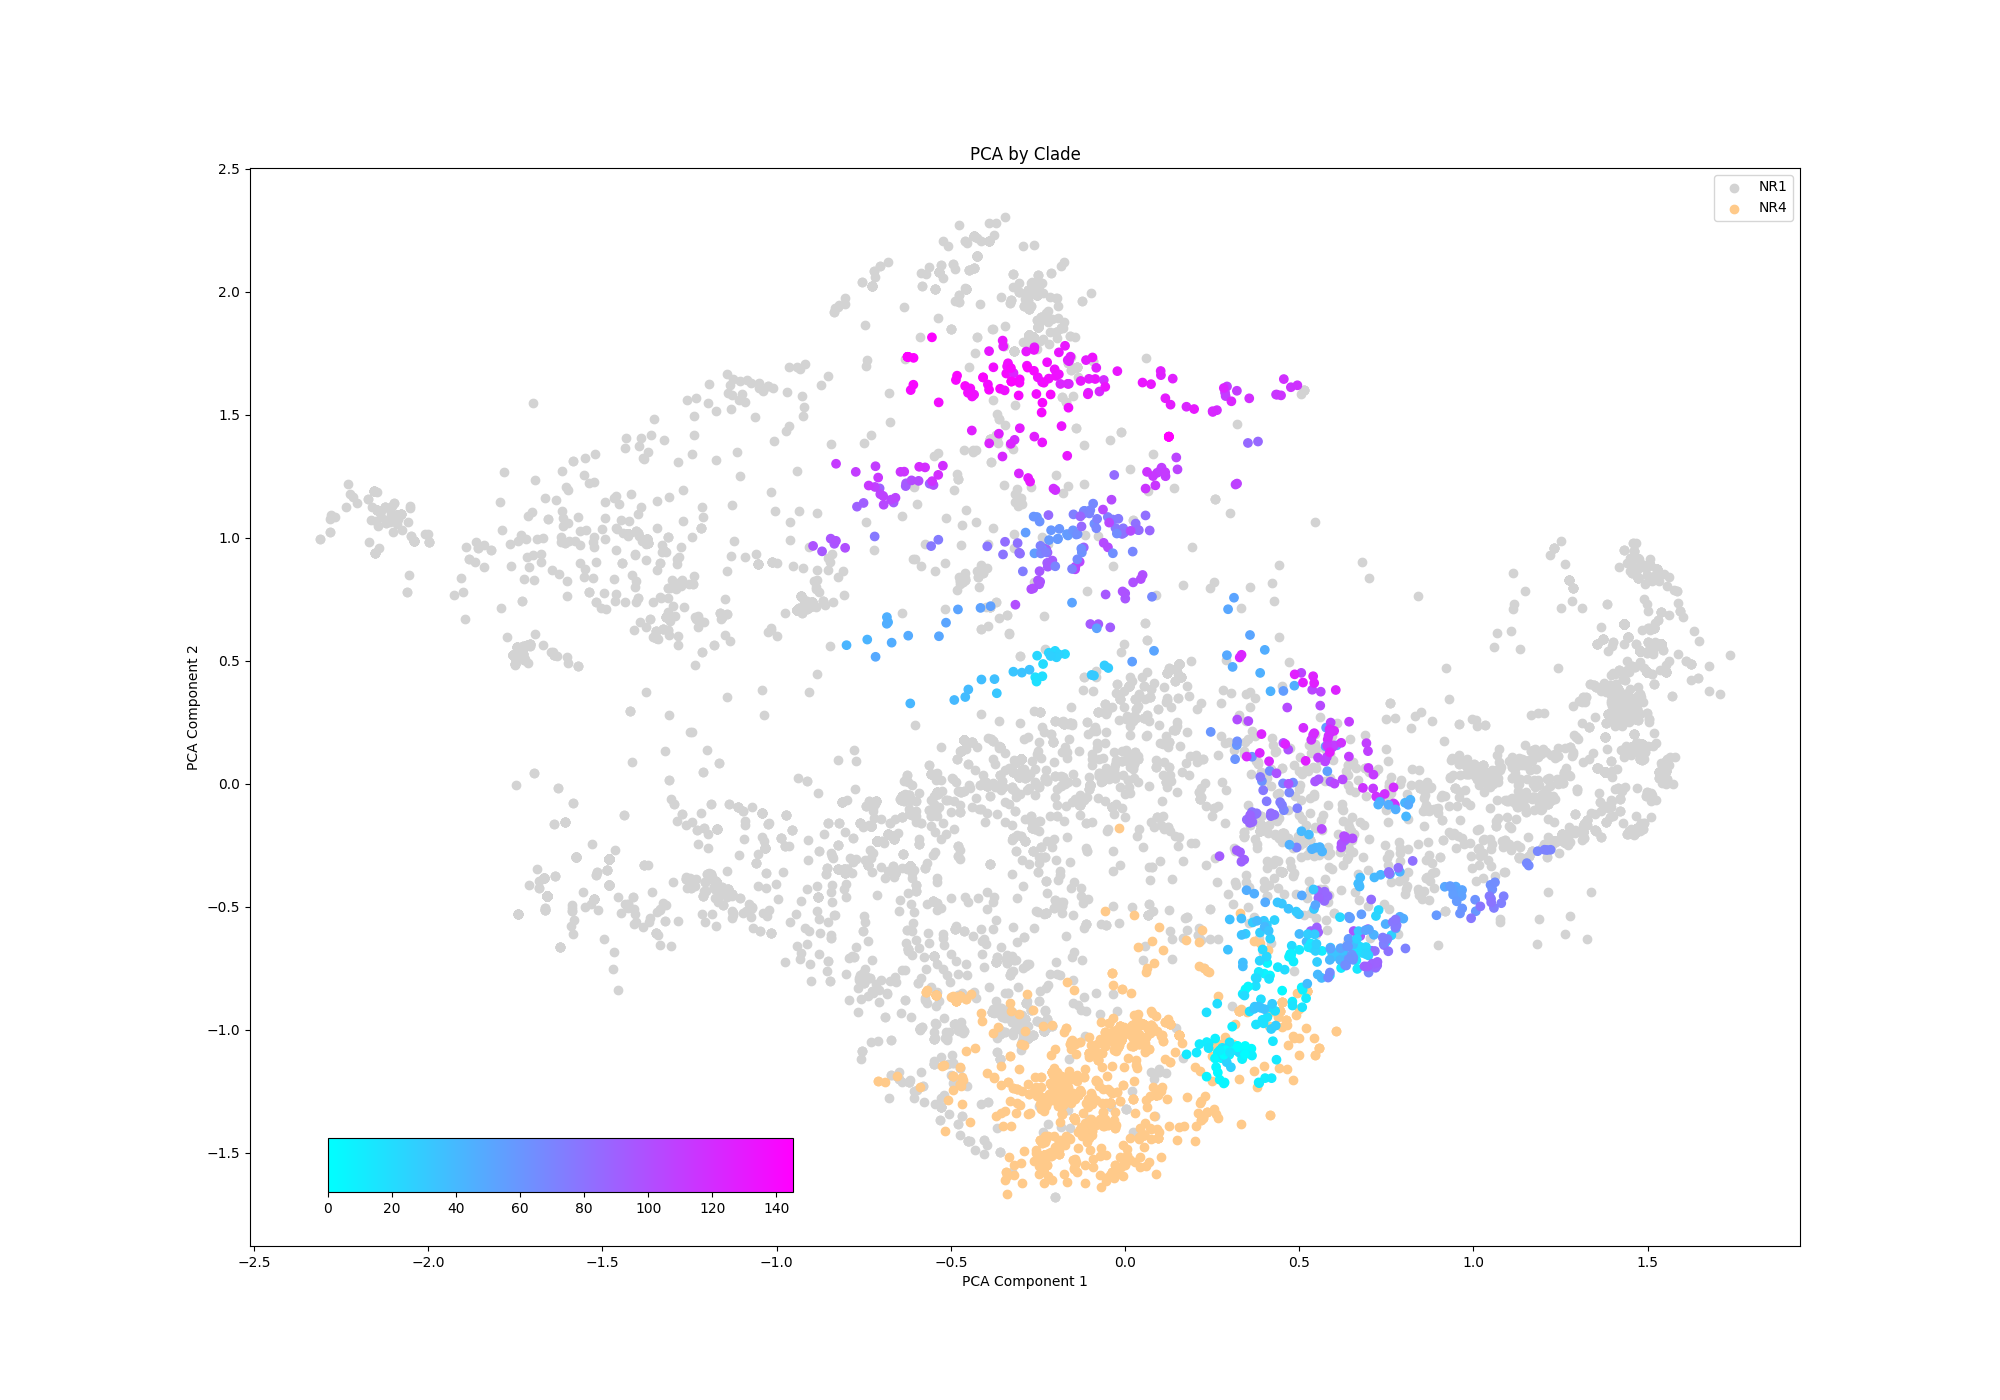 PCA by Clade
NR1
NR4
PCA Component 2
2.5
2.0
1.5
1.0
0.5
0.0
−0.5
−1.0
−1.5
0 20 40 60 80 100 120 140
−2.5 −2.0 −1.5 −1.0 −0.5 0.0 0.5 1.0 1.5
PCA Component 1